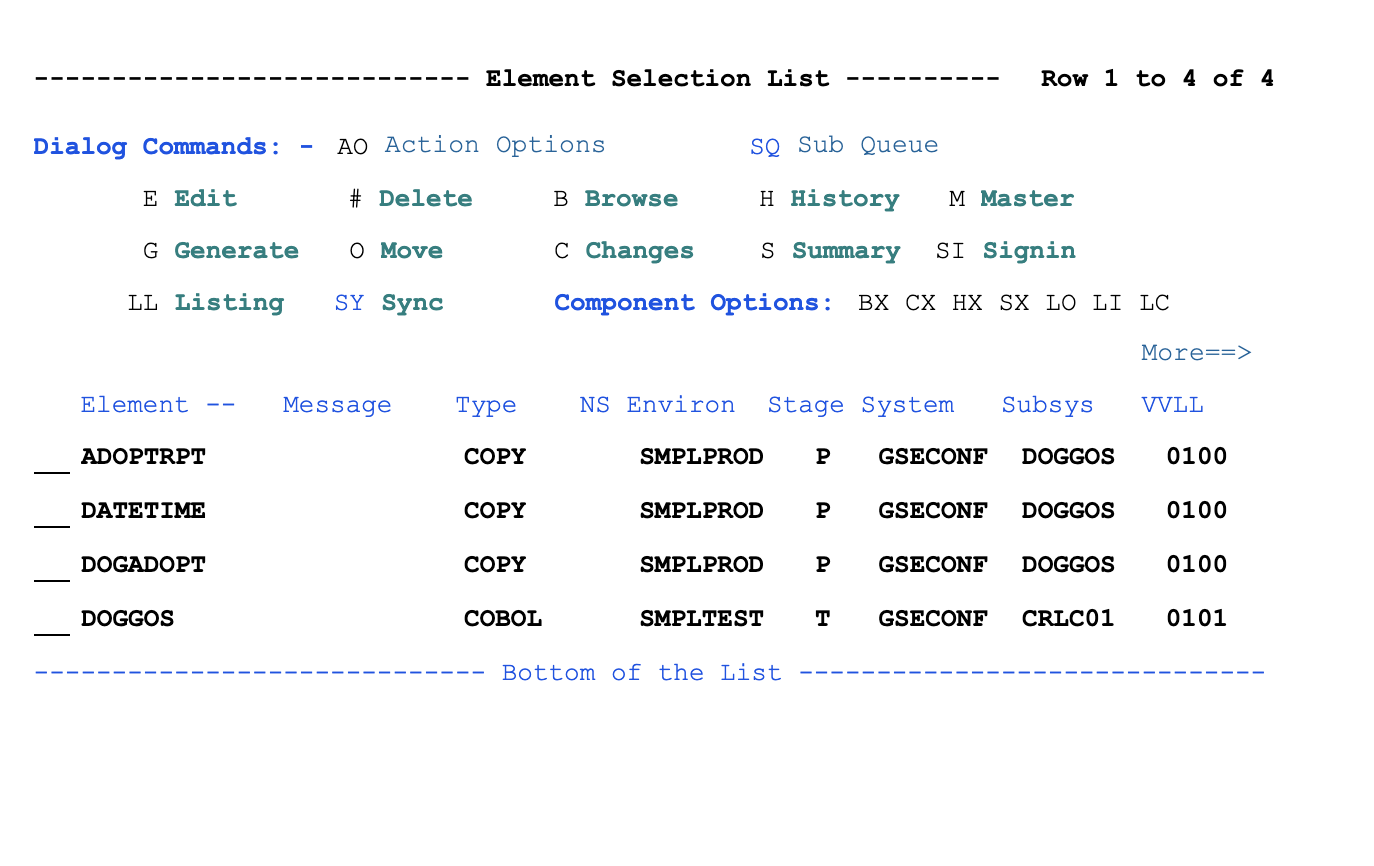 ---------------------------- Element Selection List ---------- Row 1 to 4 of 4
Dialog Commands: - AO Action Options SQ Sub Queue
E Edit # Delete B Browse H History M Master
G Generate O Move C Changes S Summary SI Signin
LL Listing SY Sync Component Options: BX CX HX SX LO LI LC
More==>
Element -- Message Type NS Environ Stage System Subsys VVLL
___ ADOPTRPT COPY SMPLPROD P GSECONF DOGGOS 0100
___ DATETIME COPY SMPLPROD P GSECONF DOGGOS 0100
___ DOGADOPT COPY SMPLPROD P GSECONF DOGGOS 0100
___ DOGGOS COBOL SMPLTEST T GSECONF CRLC01 0101
----------------------------- Bottom of the List ------------------------------